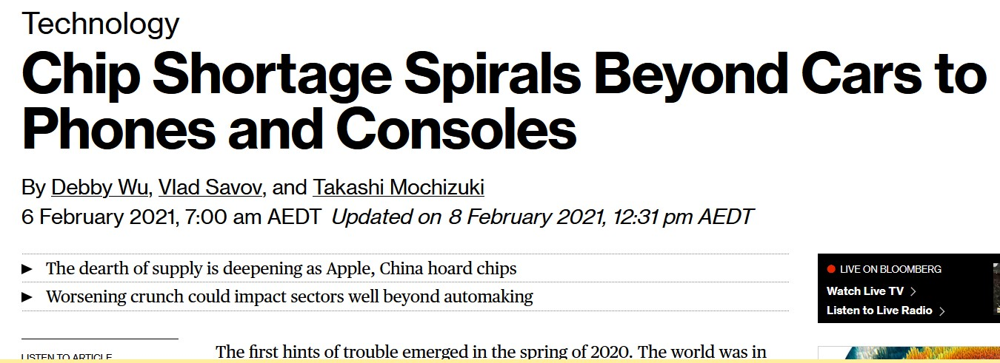 Technology
Chip Shortage Spirals Beyond Cars to
Phones and Consoles
By Debby Wu, Vlad Savov, and Takashi Mochizuki
6 February 2021, 7:00 am AEDT Updated on 8 February 2021, 12:31 pm AEDT
The dearth of supply is deepening as Apple, China hoard chips
Worsening crunch could impact sectors well beyond automaking
LIVE ON BLOOMBERG
Watch Live TV
Listen to Live Radio
LISTEN TO ARTICLE
The first hints of trouble emerged in the spring of 2020. The world was in